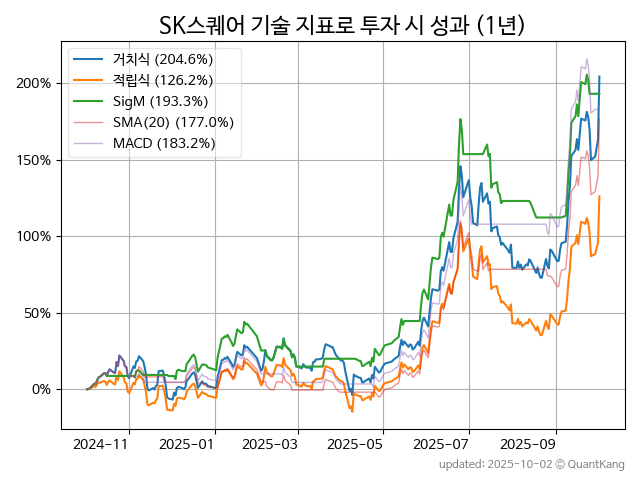 SK스퀘어 기술 지표로 투자 시 성과 (1년)
거치식 (204.6%)
적립식 (126.2%)
SigM (193.3%)
SMA(20) (177.0%)
MACD (183.2%)
200%
150%
100%
50%
0%
2024-11 2025-01 2025-03 2025-05 2025-07 2025-09
updated: 2025-10-02 © QuantKang